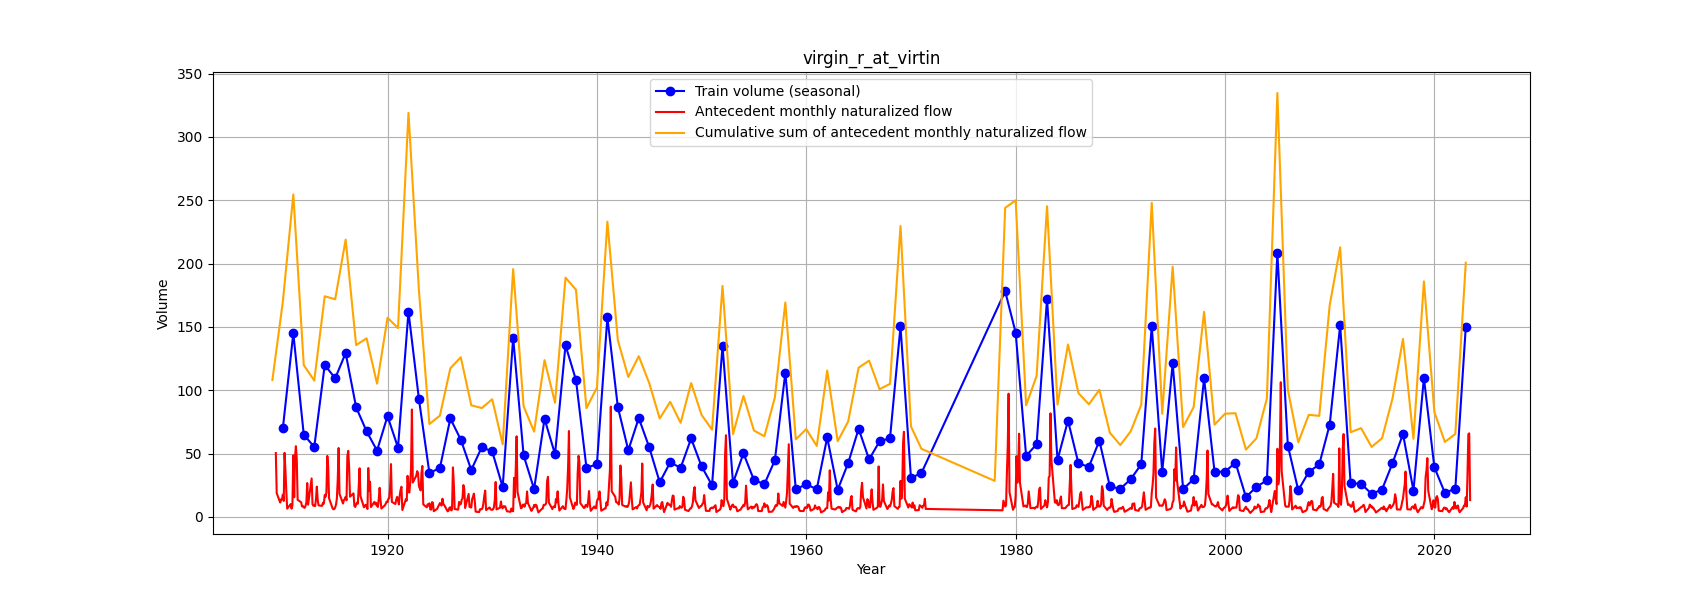 virgin_r_at_virtin
Train volume (seasonal)
Antecedent monthly naturalized flow
Cumulative sum of antecedent monthly naturalized flow
350
300
250
200
150
100
50
0
Volume
1920 1940 1960 1980 2000 2020
Year